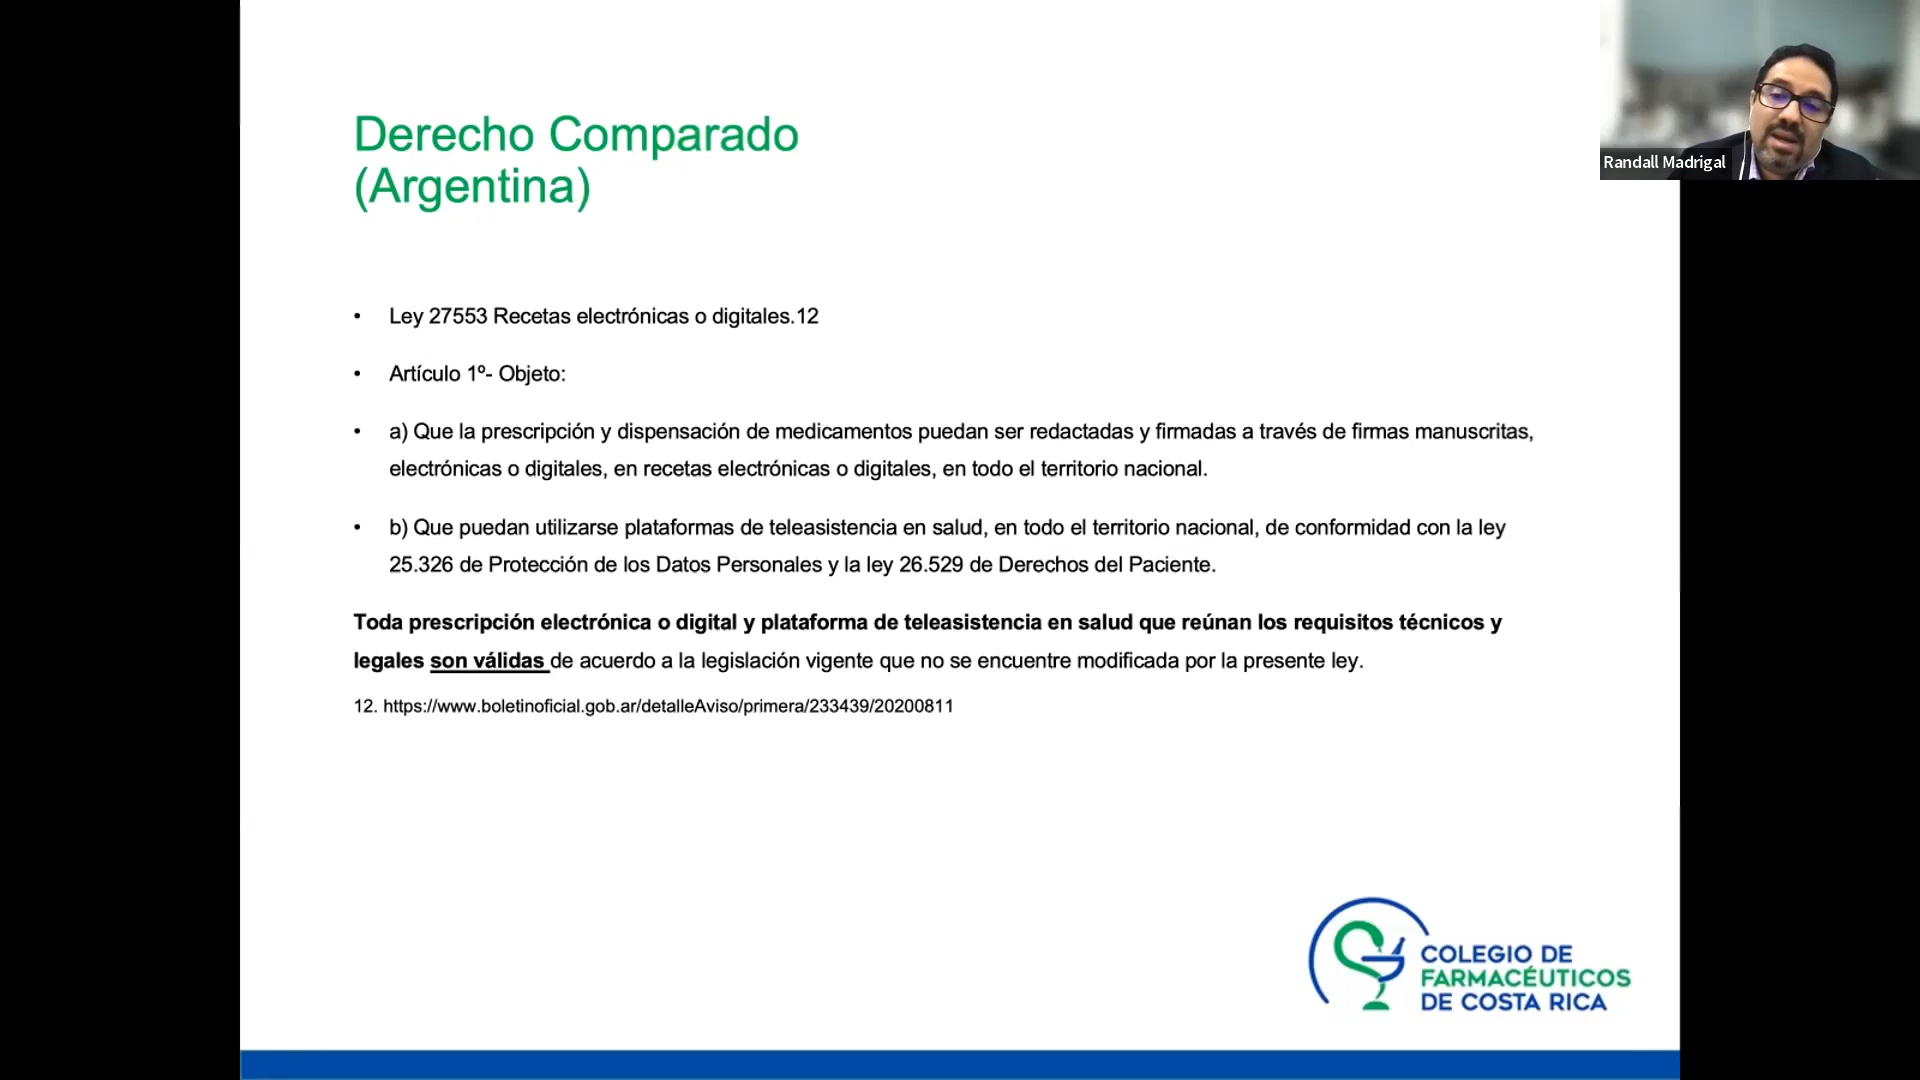 Derecho Comparado
(Argentina)
Randall Madrigal
• Ley 27553 Recetas electrónicas o digitales.12
• Artículo 1º- Objeto:
• a) Que la prescripción y dispensación de medicamentos puedan ser redactadas y firmadas a través de firmas manuscritas,
electrónicas o digitales, en recetas electrónicas o digitales, en todo el territorio nacional.
• b) Que puedan utilizarse plataformas de teleasistencia en salud, en todo el territorio nacional, de conformidad con la ley
25.326 de Protección de los Datos Personales y la ley 26.529 de Derechos del Paciente.
Toda prescripción electrónica o digital y plataforma de teleasistencia en salud que reúnan los requisitos técnicos y
legales son válidas de acuerdo a la legislación vigente que no se encuentre modificada por la presente ley.
12. https://www.boletinoficial.gob.ar/detalleAviso/primera/233439/20200811
COLEGIO DE
FARMACÉUTICOS
DE COSTA RICA